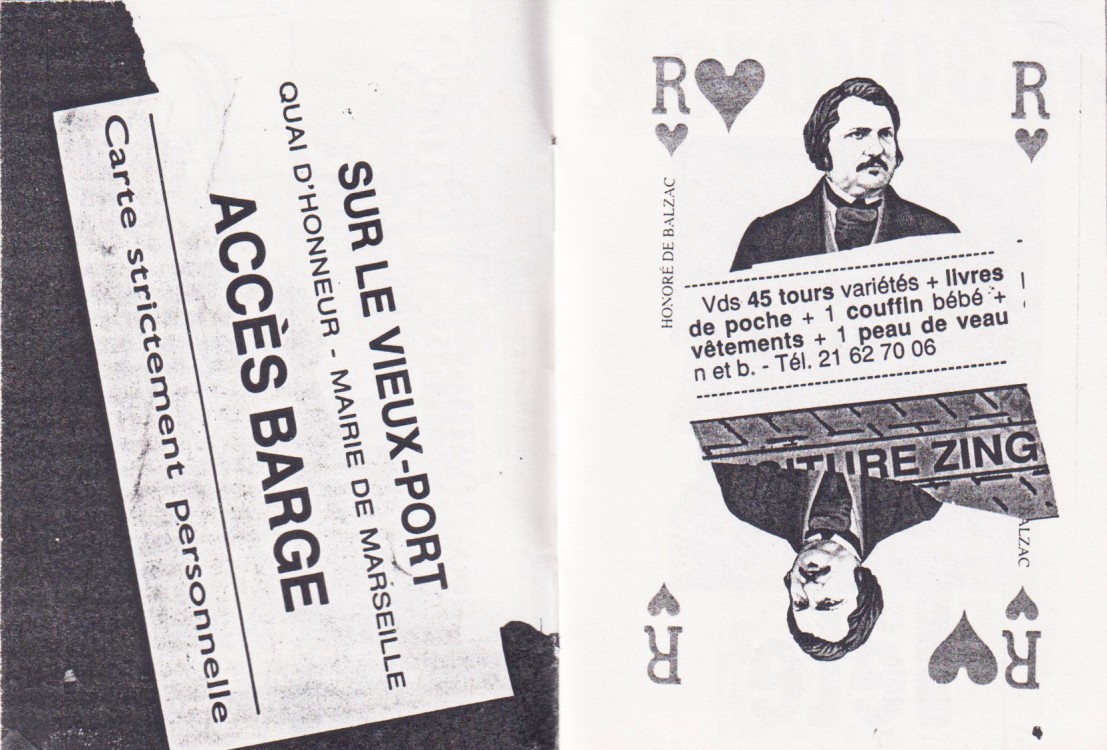 SUR LE VIEUX-PORT
QUAI D'HONNEUR - MAIRIE DE MARSEILLE
ACCÈS BARGE
Carte strictement personnelle
R
R
HONORÉ DE BALZAC
Vds 45 tours variétés + livres
de poche + 1 couffin bébé +
vêtements + 1 peau de veau
n et b. - Tél. 21 62 70 06
ITURE ZING
ALZAC
R
R